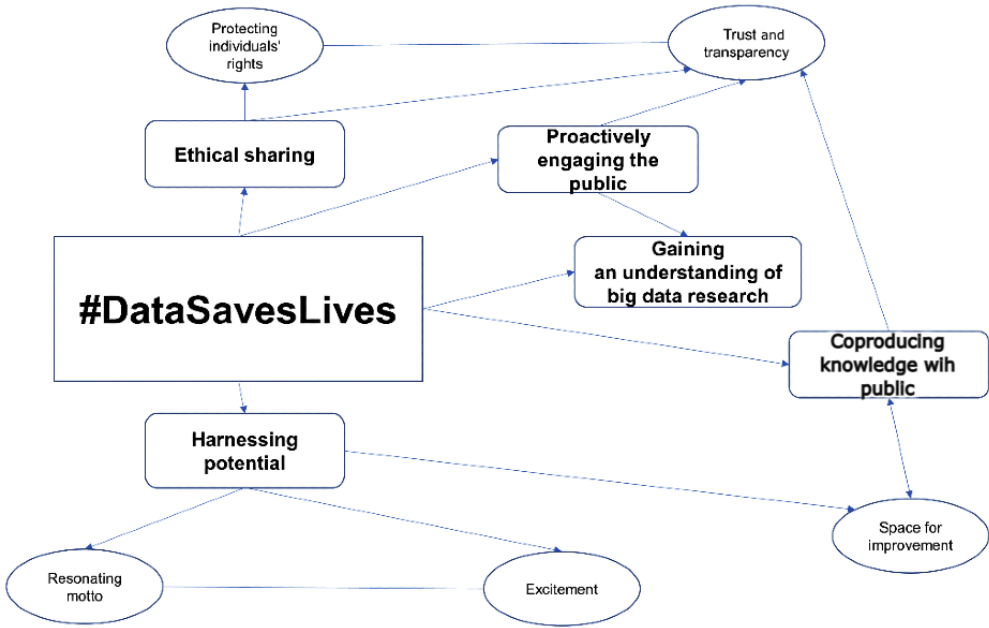 Protecting
individuals'
rights
Trust and
transparency
Ethical sharing
Proactively
engaging the
public
Gaining
an understanding of
big data research
#DataSavesLives
Coproducing
knowledge wih
public
Harnessing
potential
Space for
improvement
Resonating
motto
Excitement